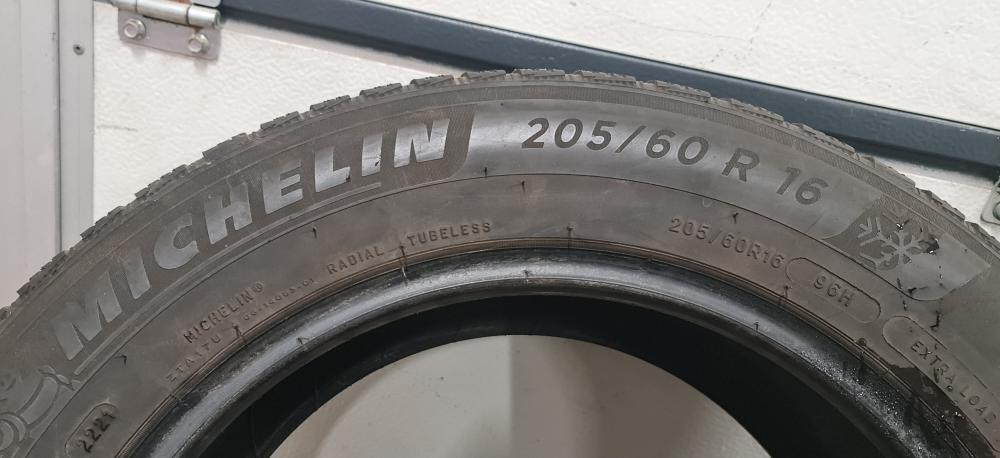 MICHELIN
205/60 R 16
MICHELIN®
RADIAL TUBELESS
205/60R16
96H
EXTRA LOAD
2221